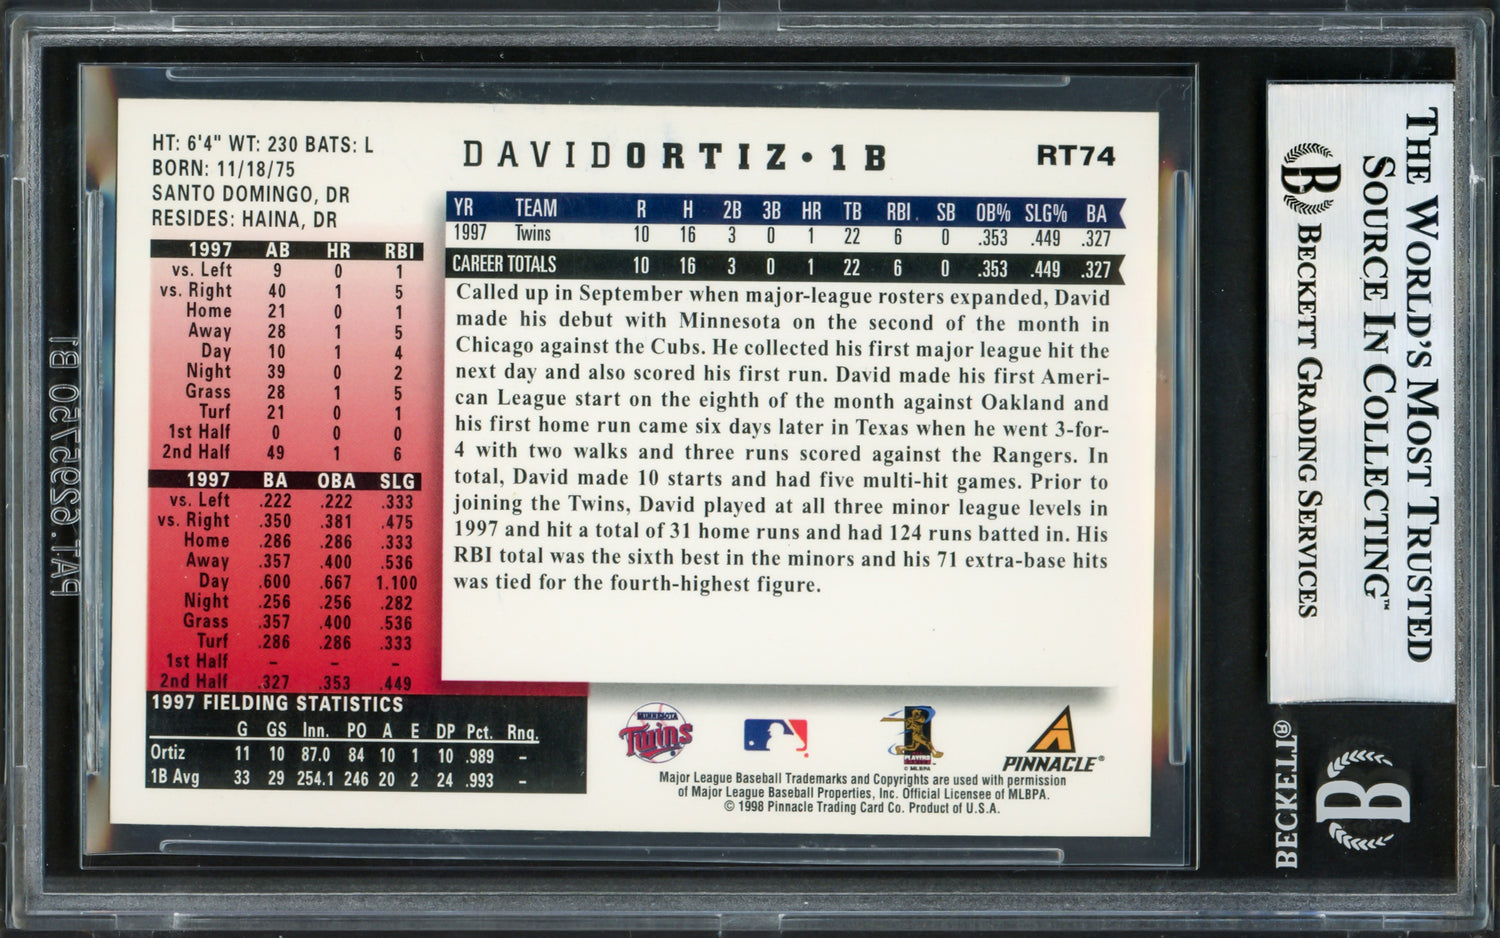 HT: 6'4" WT: 230 BATS: L
BORN: 11/18/75
SANTO DOMINGO, DR
RESIDES: HAINA, DR
1997 AB HR RBI
vs. Left 9 0 1
vs. Right 40 1 5
Home 21 0 1
Away 28 1 5
Day 10 1 4
Night 39 0 2
Grass 28 1 5
Turf 21 0 1
1st Half 0 0 0
2nd Half 49 1 6
1997 BA OBA SLG
vs. Left .222 .222 .333
vs. Right .350 .381 .475
Home .286 .286 .333
Away .357 .400 .536
Day .600 .667 1.100
Night .256 .256 .282
Grass .357 .400 .536
Turf .286 .286 .333
1st Half – – –
2nd Half .327 .353 .449
1997 FIELDING STATISTICS
G GS Inn. PO A E DP Pct. Rng.
Ortiz 11 10 87.0 84 10 1 10 .989 –
1B Avg 33 29 254.1 246 20 2 24 .993 –
DAVID ORTIZ • 1B
RT74
YR TEAM R H 2B 3B HR TB RBI SB OB% SLG% BA
1997 Twins 10 16 3 0 1 22 6 0 .353 .449 .327
CAREER TOTALS 10 16 3 0 1 22 6 0 .353 .449 .327
Called up in September when major-league rosters expanded, David
made his debut with Minnesota on the second of the month in
Chicago against the Cubs. He collected his first major league hit the
next day and also scored his first run. David made his first Ameri-
can League start on the eighth of the month against Oakland and
his first home run came six days later in Texas when he went 3-for-
4 with two walks and three runs scored against the Rangers. In
total, David made 10 starts and had five multi-hit games. Prior to
joining the Twins, David played at all three minor league levels in
1997 and hit a total of 31 home runs and had 124 runs batted in. His
RBI total was the sixth best in the minors and his 71 extra-base hits
was tied for the fourth-highest figure.
MINNESOTA
Twins
PLAYERS
© MLBPA
PINNACLE®
Major League Baseball Trademarks and Copyrights are used with permission
of Major League Baseball Properties, Inc. Official Licensee of MLBPA.
© 1998 Pinnacle Trading Card Co. Product of U.S.A.
THE WORLD'S MOST TRUSTED
SOURCE IN COLLECTING™
B
BECKETT GRADING SERVICES
BECKETT®
B